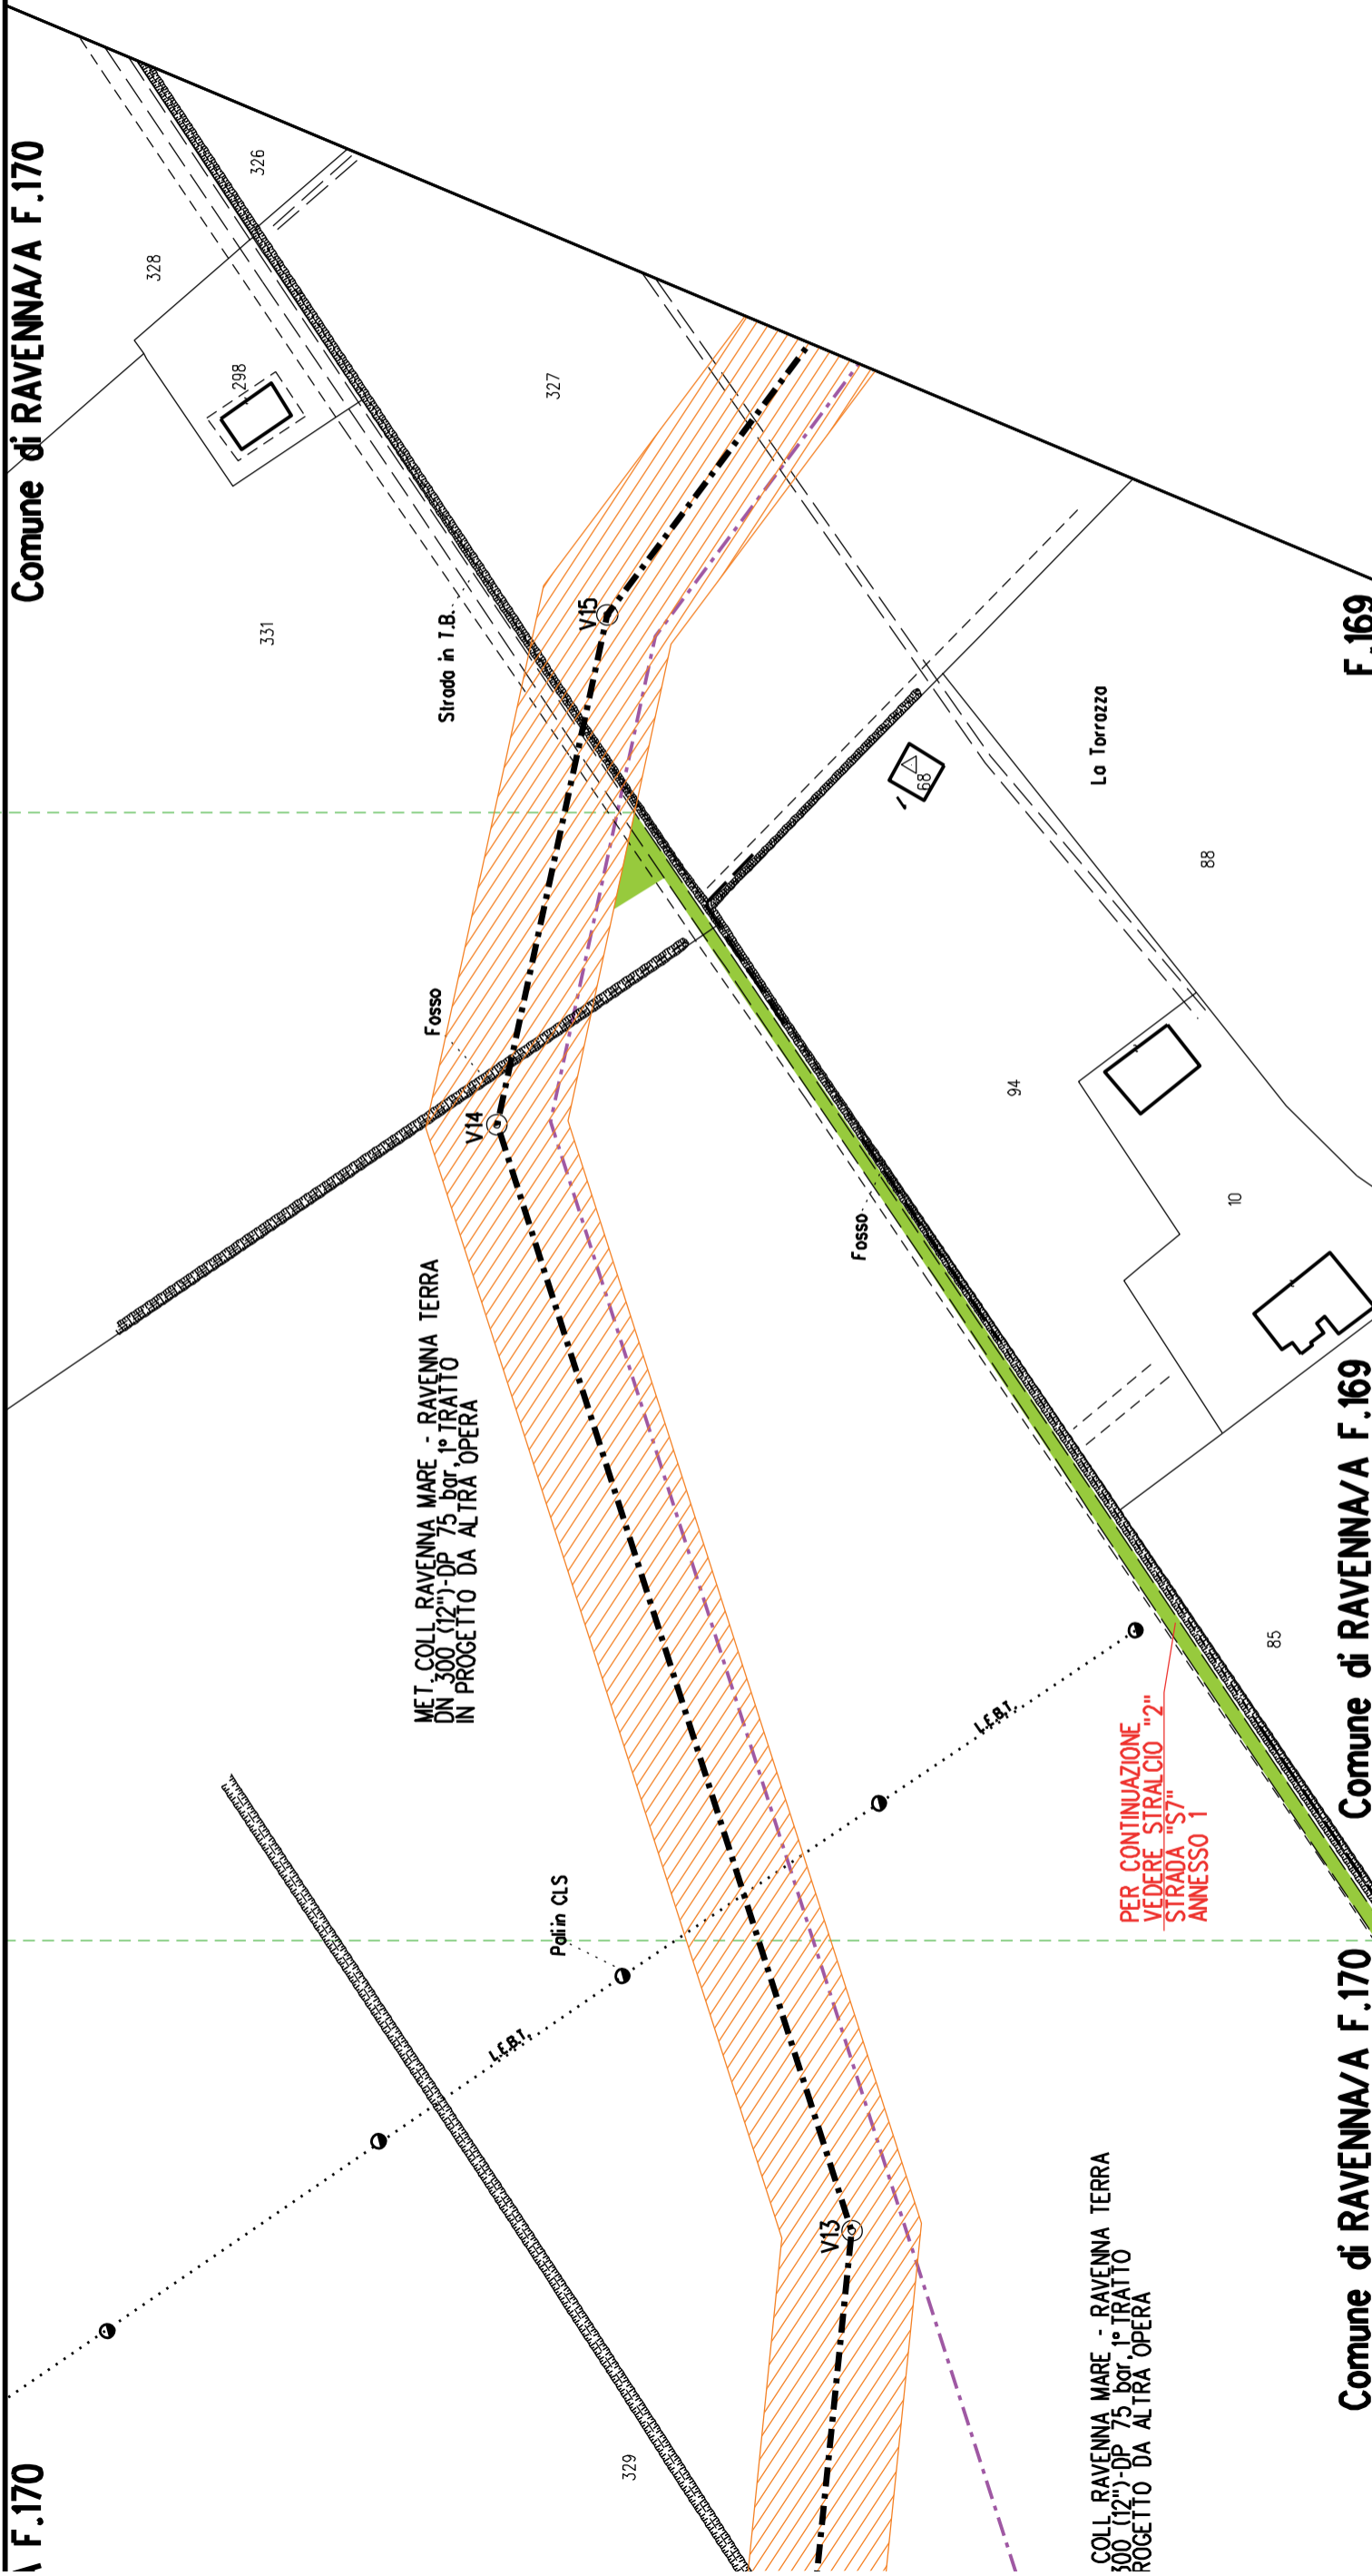 Comune di RAVENNA/A F.170
326
328
298
327
331
Strada in T.B.
V15
F.169
La Torrazza
68
88
Fosso
V14
94
10
Fosso
MET. COLL. RAVENNA MARE - RAVENNA TERRA
DN 300 (12")-DP 75 bar, 1° TRATTO
IN PROGETTO DA ALTRA OPERA
Comune di RAVENNA/A F.169
85
L.E.B.T.
PER CONTINUAZIONE
VEDERE STRALCIO "2"
STRADA "S7"
ANNESSO 1
Pali in CLS
L.E.B.T.
Comune di RAVENNA/A F.170
V13
COLL. RAVENNA MARE - RAVENNA TERRA
300 (12")-DP 75 bar, 1° TRATTO
ROGETTO DA ALTRA OPERA
329
A F.170